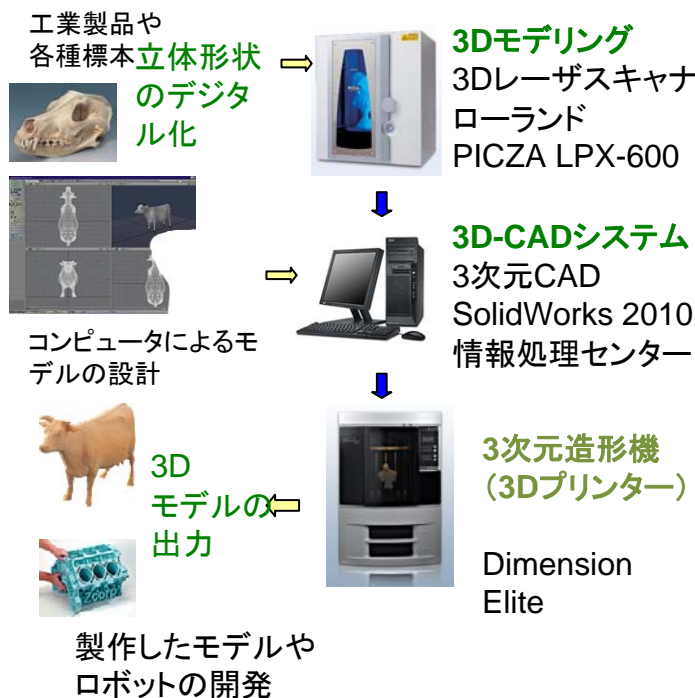 工業製品や
各種標本
立体形状
のデジタ
ル化
3Dモデリング
3Dレーザスキャナ
ローランド
PICZA LPX-600
3D-CADシステム
3次元CAD
SolidWorks 2010
情報処理センター
コンピュータによるモ
デルの設計
3次元造形機
（3Dプリンター）
Dimension
Elite
3D
モデルの
出力
zcorp
製作したモデルや
ロボットの開発